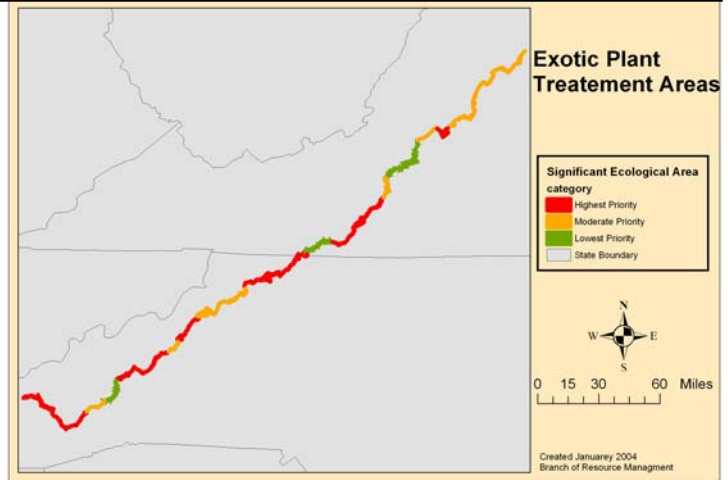 Exotic Plant
Treatement Areas
Significant Ecological Area
category
Highest Priority
Moderate Priority
Lowest Priority
State Boundary
N
W E
S
0 15 30 60 Miles
Created Januarey 2004
Branch of Resource Managment